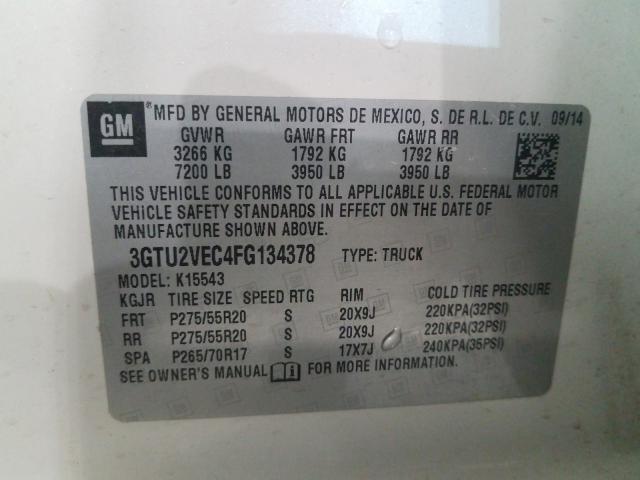 GM ® MFD BY GENERAL MOTORS DE MEXICO, S. DE R.L. DE C.V. 09/14
GVWR GAWR FRT GAWR RR
3266 KG 1792 KG 1792 KG
7200 LB 3950 LB 3950 LB
THIS VEHICLE CONFORMS TO ALL APPLICABLE U.S. FEDERAL MOTOR
VEHICLE SAFETY STANDARDS IN EFFECT ON THE DATE OF
MANUFACTURE SHOWN ABOVE.
3GTU2VEC4FG134378 TYPE: TRUCK
MODEL: K15543
KGJR TIRE SIZE SPEED RTG RIM COLD TIRE PRESSURE
FRT P275/55R20 S 20X9J 220KPA(32PSI)
RR P275/55R20 S 20X9J 220KPA(32PSI)
SPA P265/70R17 S 17X7J 240KPA(35PSI)
SEE OWNER'S MANUAL FOR MORE INFORMATION.